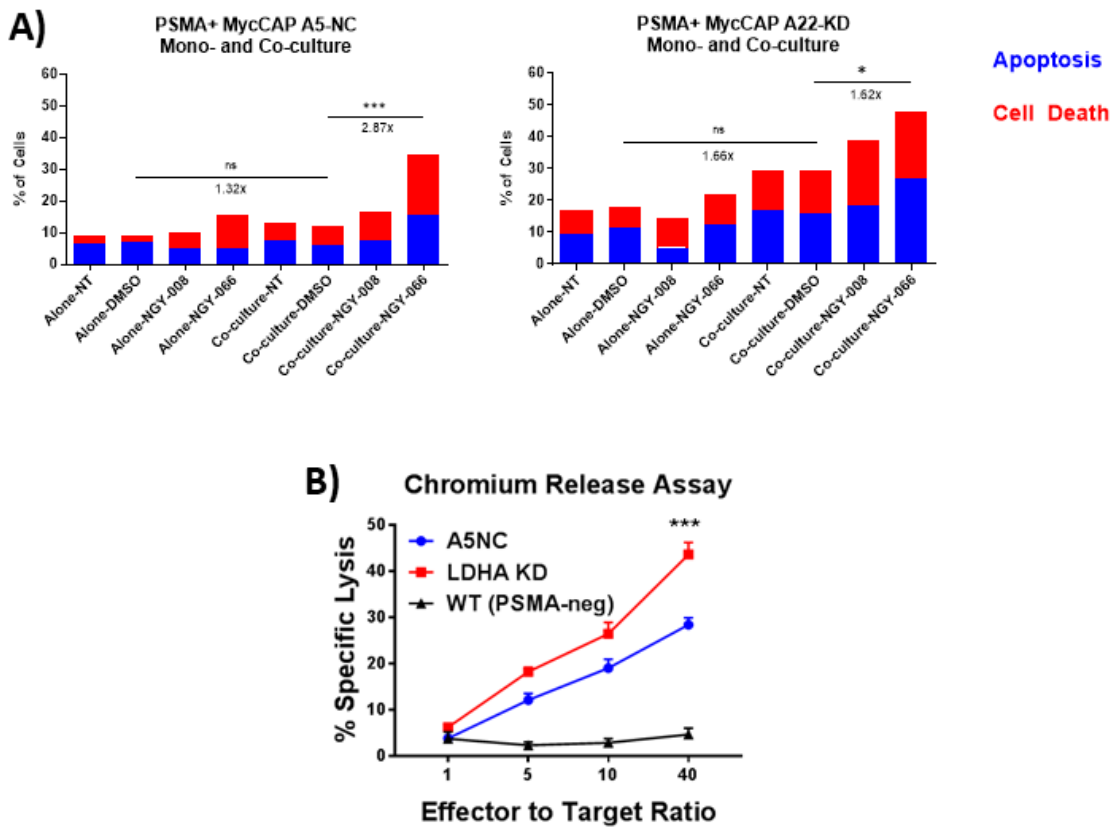 A)
PSMA+ MycCAP A5-NC
Mono- and Co-culture
60
50
40
30
20
10
0
% of Cells
ns
1.32x
***
2.87x
Alone-NT
Alone-DMSO
Alone-NGY-008
Alone-NGY-066
Co-culture-NT
Co-culture-DMSO
Co-culture-NGY-008
Co-culture-NGY-066
PSMA+ MycCAP A22-KD
Mono- and Co-culture
60
50
40
30
20
10
0
% of Cells
ns
1.66x
*
1.62x
Alone-NT
Alone-DMSO
Alone-NGY-008
Alone-NGY-066
Co-culture-NT
Co-culture-DMSO
Co-culture-NGY-008
Co-culture-NGY-066
Apoptosis
Cell Death
B)
Chromium Release Assay
50
40
30
20
10
0
% Specific Lysis
A5NC
LDHA KD
WT (PSMA-neg)
***
1
5
10
40
Effector to Target Ratio